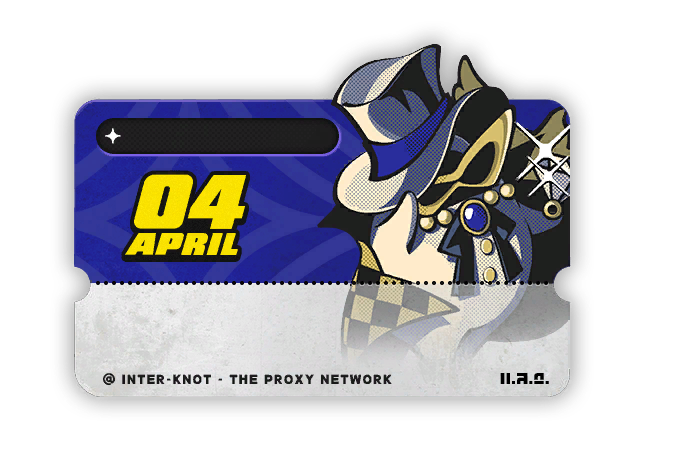 04
APRIL
@ INTER-KNOT - THE PROXY NETWORK